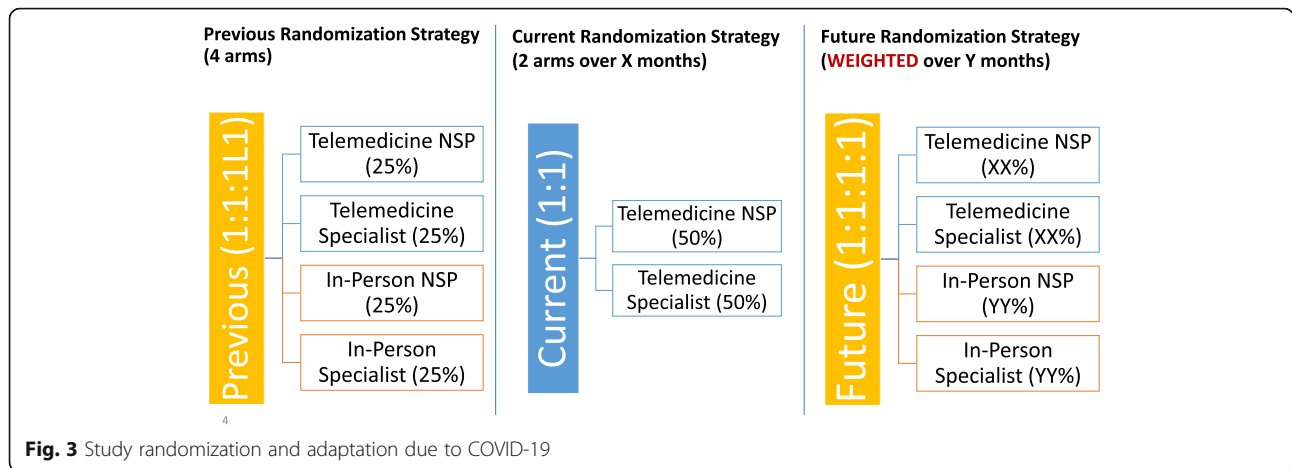 Previous Randomization Strategy
(4 arms)
Previous (1:1:1L1)
Telemedicine NSP
(25%)
Telemedicine
Specialist (25%)
In-Person NSP
(25%)
In-Person
Specialist (25%)
4
Current Randomization Strategy
(2 arms over X months)
Current (1:1)
Telemedicine NSP
(50%)
Telemedicine
Specialist (50%)
Future Randomization Strategy
(WEIGHTED over Y months)
Future (1:1:1:1)
Telemedicine NSP
(XX%)
Telemedicine
Specialist (XX%)
In-Person NSP
(YY%)
In-Person
Specialist (YY%)
Fig. 3 Study randomization and adaptation due to COVID-19